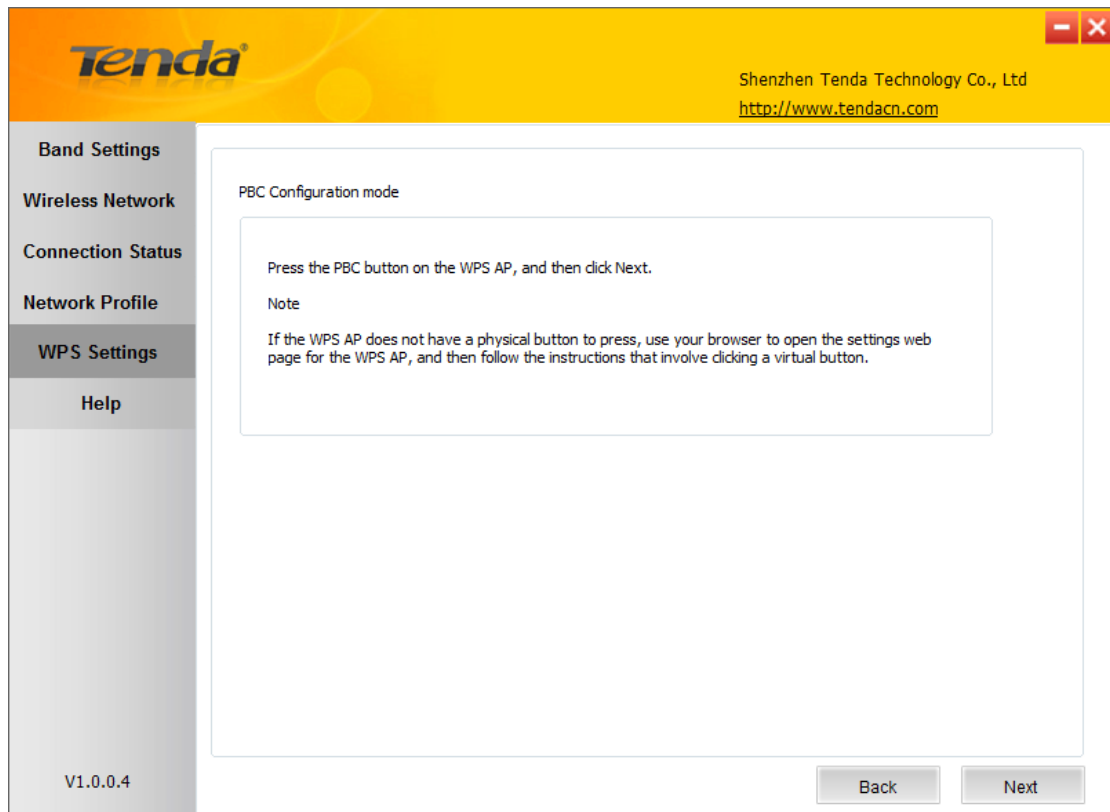 Tenda®
Shenzhen Tenda Technology Co., Ltd
http://www.tendacn.com
Band Settings
Wireless Network
Connection Status
Network Profile
WPS Settings
Help
V1.0.0.4
PBC Configuration mode
Press the PBC button on the WPS AP, and then click Next.
Note
If the WPS AP does not have a physical button to press, use your browser to open the settings web
page for the WPS AP, and then follow the instructions that involve clicking a virtual button.
Back
Next